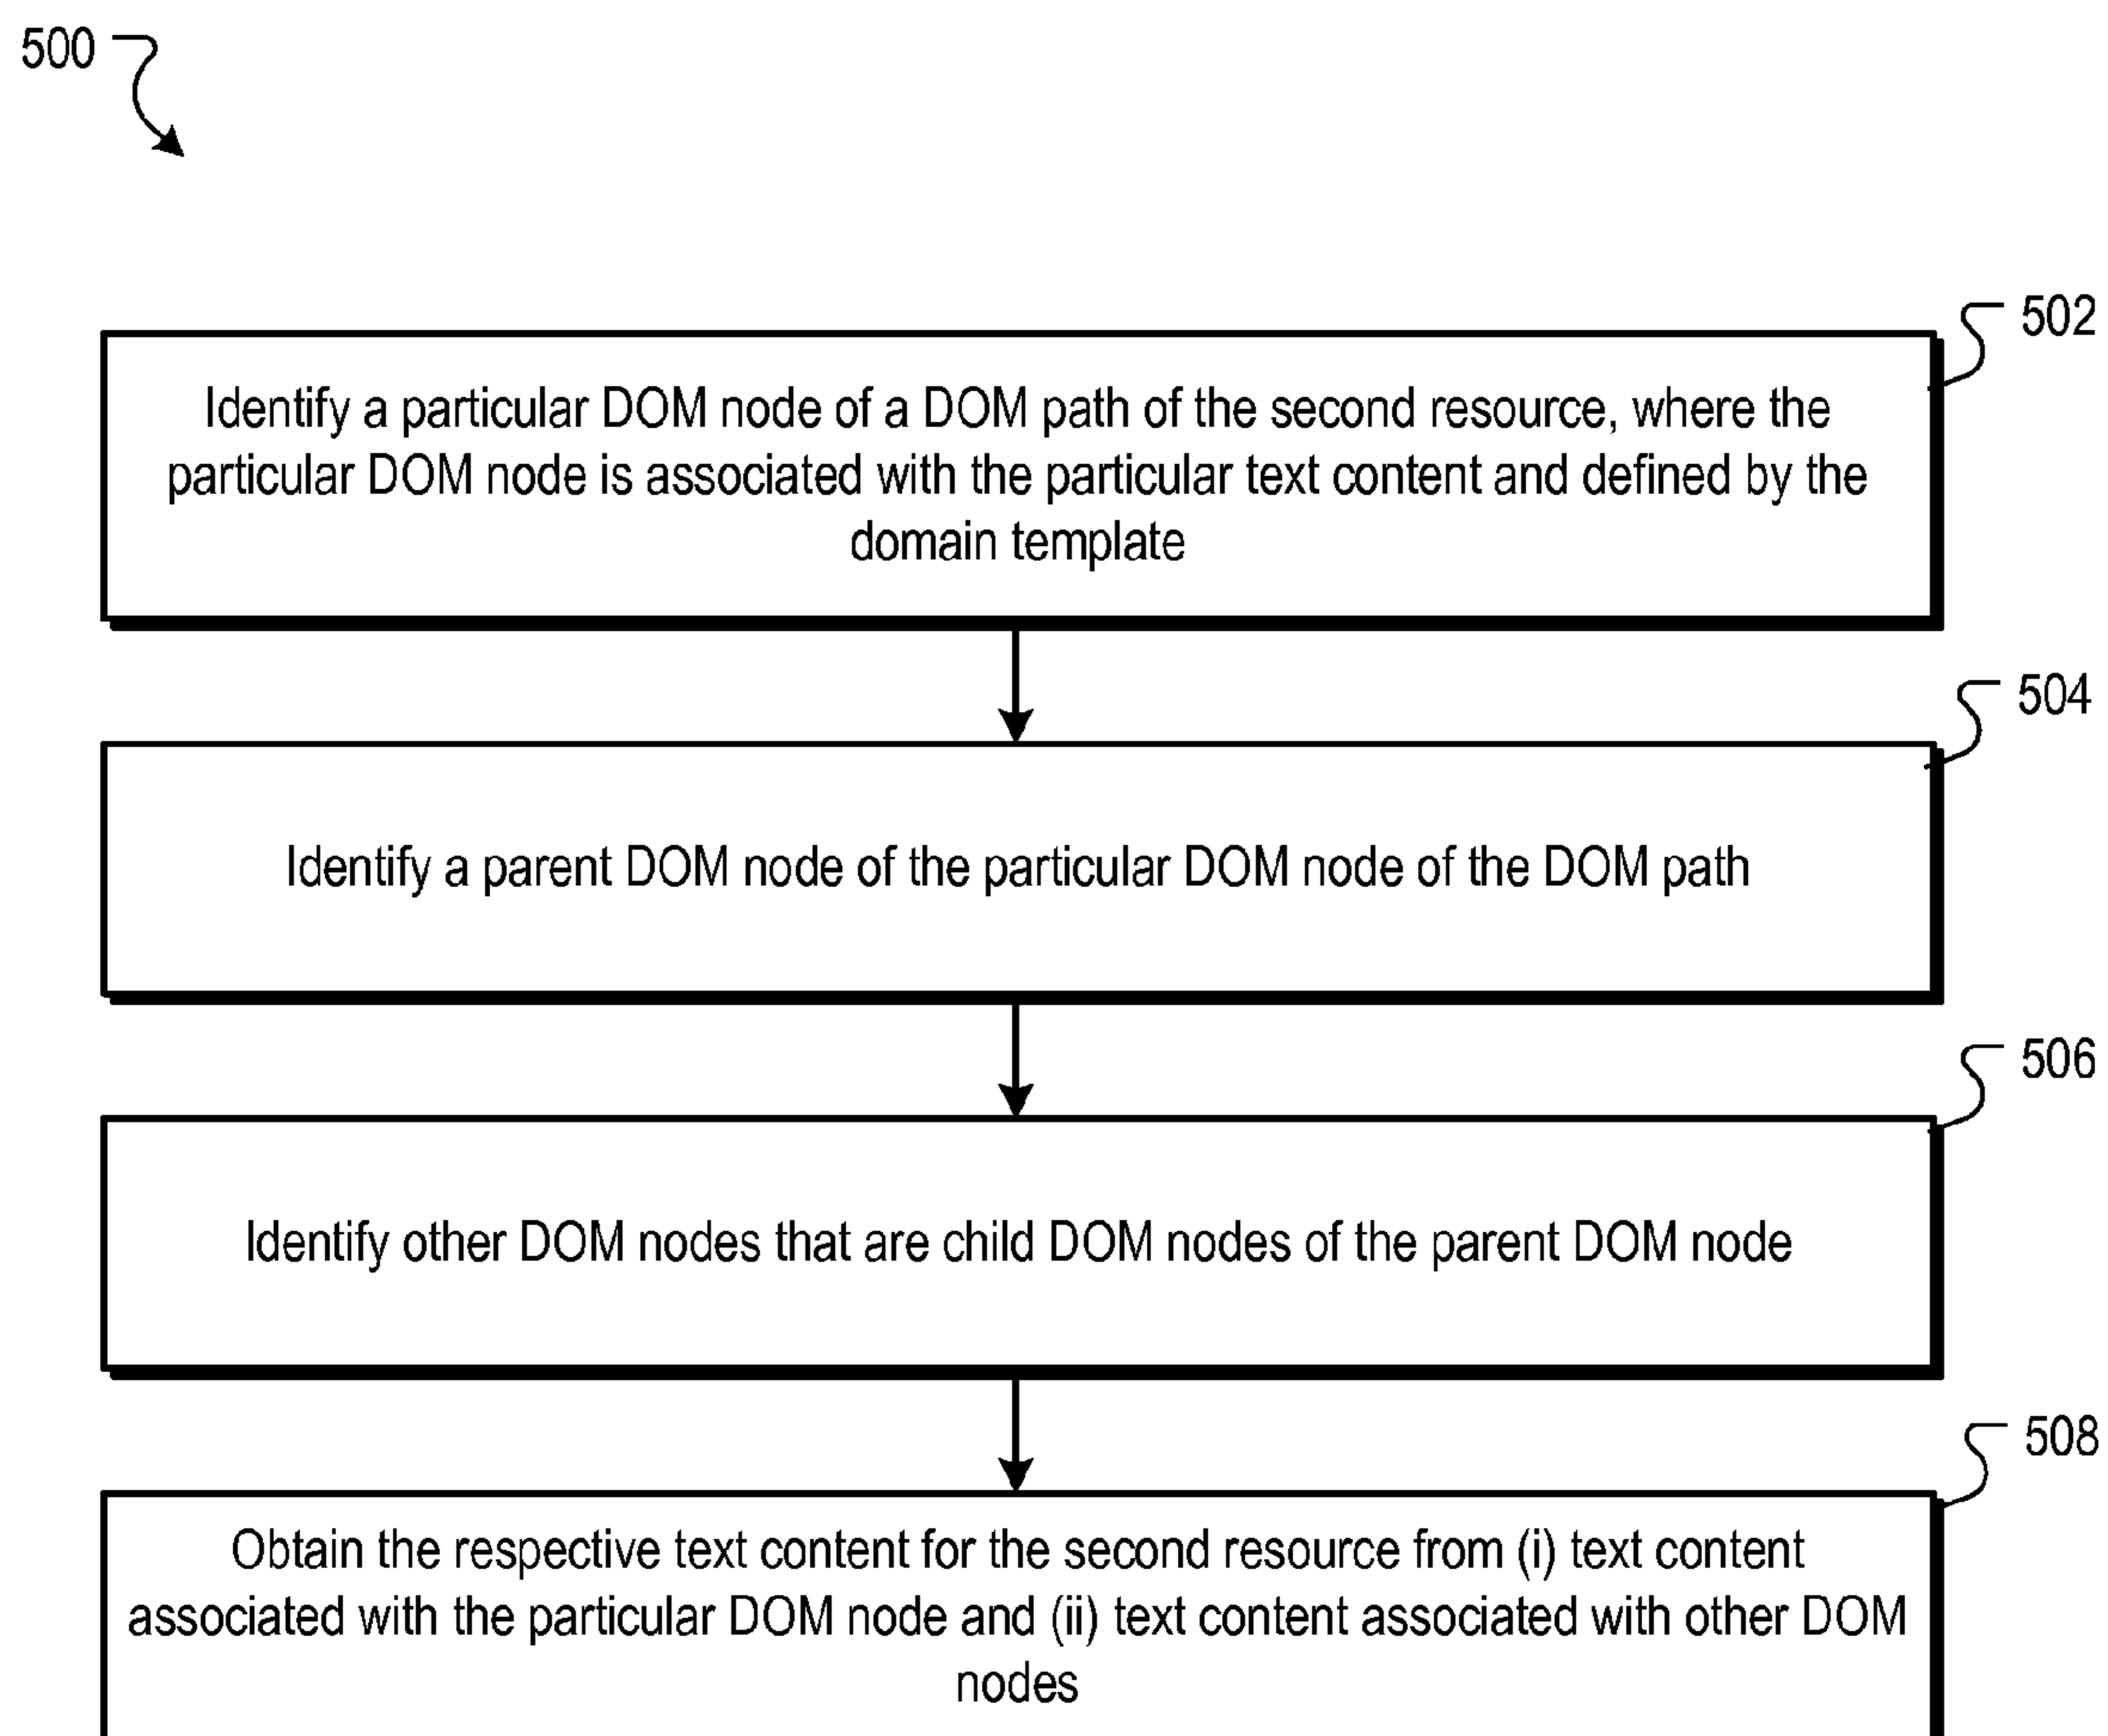 500
502
Identify a particular DOM node of a DOM path of the second resource, where the
particular DOM node is associated with the particular text content and defined by the
domain template
504
Identify a parent DOM node of the particular DOM node of the DOM path
506
Identify other DOM nodes that are child DOM nodes of the parent DOM node
508
Obtain the respective text content for the second resource from (i) text content
associated with the particular DOM node and (ii) text content associated with other DOM
nodes